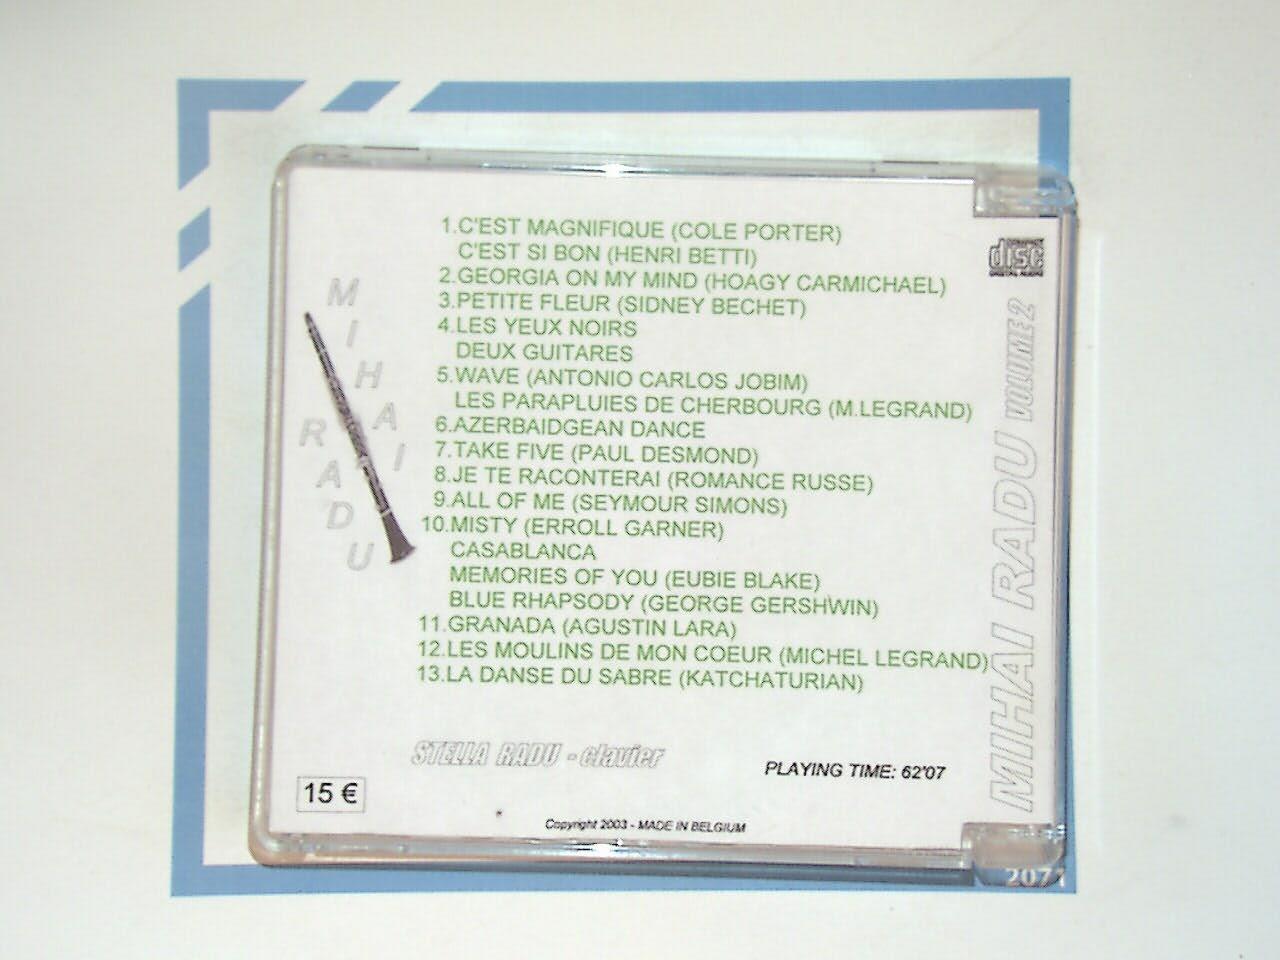 1.C'EST MAGNIFIQUE (COLE PORTER)
C'EST SI BON (HENRI BETTI)
2.GEORGIA ON MY MIND (HOAGY CARMICHAEL)
3.PETITE FLEUR (SIDNEY BECHET)
4.LES YEUX NOIRS
DEUX GUITARES
5.WAVE (ANTONIO CARLOS JOBIM)
LES PARAPLUIES DE CHERBOURG (M.LEGRAND)
6.AZERBAIDGEAN DANCE
7.TAKE FIVE (PAUL DESMOND)
8.JE TE RACONTERAI (ROMANCE RUSSE)
9.ALL OF ME (SEYMOUR SIMONS)
10.MISTY (ERROLL GARNER)
CASABLANCA
MEMORIES OF YOU (EUBIE BLAKE)
BLUE RHAPSODY (GEORGE GERSHWIN)
11.GRANADA (AGUSTIN LARA)
12.LES MOULINS DE MON COEUR (MICHEL LEGRAND)
13.LA DANSE DU SABRE (KATCHATURIAN)
MIHAI
RADU
STELLA RADU - clavier
PLAYING TIME: 62'07
15 €
Copyright 2003 - MADE IN BELGIUM
COMPACT
disc
DIGITAL AUDIO
MIHAI RADU VOLUME 2
2071